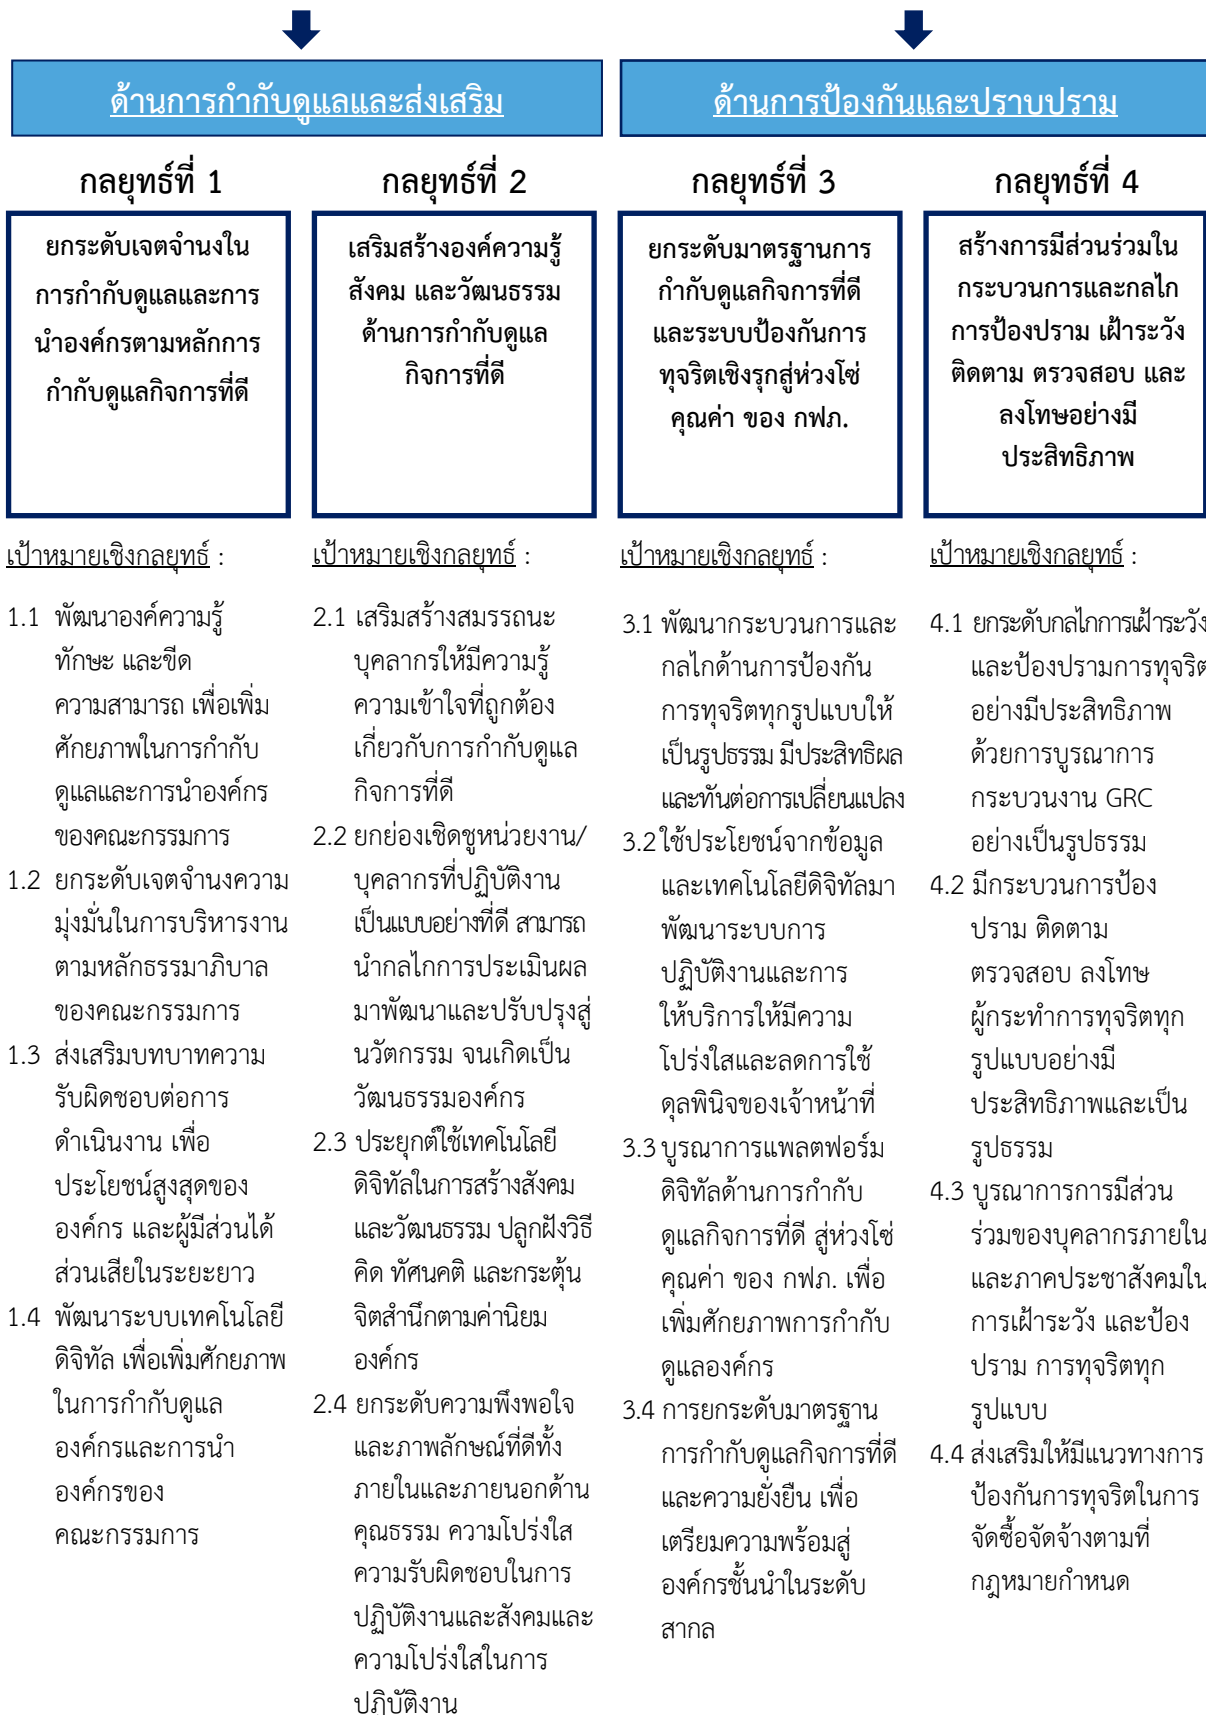 ด้านการกำกับดูแลและส่งเสริม
ด้านการป้องกันและปราบปราม
กลยุทธ์ที่ 1
ยกระดับเจตจำนงใน
การกำกับดูแลและการ
นำองค์กรตามหลักการ
กำกับดูแลกิจการที่ดี
เป้าหมายเชิงกลยุทธ์ :
1.1 พัฒนาองค์ความรู้
ทักษะ และขีด
ความสามารถ เพื่อเพิ่ม
ศักยภาพในการกำกับ
ดูแลและการนำองค์กร
ของคณะกรรมการ
1.2 ยกระดับเจตจำนงความ
มุ่งมั่นในการบริหารงาน
ตามหลักธรรมาภิบาล
ของคณะกรรมการ
1.3 ส่งเสริมบทบาทความ
รับผิดชอบต่อการ
ดำเนินงาน เพื่อ
ประโยชน์สูงสุดของ
องค์กร และผู้มีส่วนได้
ส่วนเสียในระยะยาว
1.4 พัฒนาระบบเทคโนโลยี
ดิจิทัล เพื่อเพิ่มศักยภาพ
ในการกำกับดูแล
องค์กรและการนำ
องค์กรของ
คณะกรรมการ
กลยุทธ์ที่ 2
เสริมสร้างองค์ความรู้
สังคม และวัฒนธรรม
ด้านการกำกับดูแล
กิจการที่ดี
เป้าหมายเชิงกลยุทธ์ :
2.1 เสริมสร้างสมรรถนะ
บุคลากรให้มีความรู้
ความเข้าใจที่ถูกต้อง
เกี่ยวกับการกำกับดูแล
กิจการที่ดี
2.2 ยกย่องเชิดชูหน่วยงาน/
บุคลากรที่ปฏิบัติงาน
เป็นแบบอย่างที่ดี สามารถ
นำกลไกการประเมินผล
มาพัฒนาและปรับปรุงสู่
นวัตกรรม จนเกิดเป็น
วัฒนธรรมองค์กร
2.3 ประยุกต์ใช้เทคโนโลยี
ดิจิทัลในการสร้างสังคม
และวัฒนธรรม ปลูกฝังวิธี
คิด ทัศนคติ และกระตุ้น
จิตสำนึกตามค่านิยม
องค์กร
2.4 ยกระดับความพึงพอใจ
และภาพลักษณ์ที่ดีทั้ง
ภายในและภายนอกด้าน
คุณธรรม ความโปร่งใส
ความรับผิดชอบในการ
ปฏิบัติงานและสังคมและ
ความโปร่งใสในการ
ปฏิบัติงาน
กลยุทธ์ที่ 3
ยกระดับมาตรฐานการ
กำกับดูแลกิจการที่ดี
และระบบป้องกันการ
ทุจริตเชิงรุกสู่ห่วงโซ่
คุณค่า ของ กฟภ.
เป้าหมายเชิงกลยุทธ์ :
3.1 พัฒนากระบวนการและ
กลไกด้านการป้องกัน
การทุจริตทุกรูปแบบให้
เป็นรูปธรรม มีประสิทธิผล
และทันต่อการเปลี่ยนแปลง
3.2 ใช้ประโยชน์จากข้อมูล
และเทคโนโลยีดิจิทัลมา
พัฒนาระบบการ
ปฏิบัติงานและการ
ให้บริการให้มีความ
โปร่งใสและลดการใช้
ดุลพินิจของเจ้าหน้าที่
3.3 บูรณาการแพลตฟอร์ม
ดิจิทัลด้านการกำกับ
ดูแลกิจการที่ดี สู่ห่วงโซ่
คุณค่า ของ กฟภ. เพื่อ
เพิ่มศักยภาพการกำกับ
ดูแลองค์กร
3.4 การยกระดับมาตรฐาน
การกำกับดูแลกิจการที่ดี
และความยั่งยืน เพื่อ
เตรียมความพร้อมสู่
องค์กรชั้นนำในระดับ
สากล
กลยุทธ์ที่ 4
สร้างการมีส่วนร่วมใน
กระบวนการและกลไก
การป้องปราม เฝ้าระวัง
ติดตาม ตรวจสอบ และ
ลงโทษอย่างมี
ประสิทธิภาพ
เป้าหมายเชิงกลยุทธ์ :
4.1 ยกระดับกลไกการเฝ้าระวัง
และป้องปรามการทุจริต
อย่างมีประสิทธิภาพ
ด้วยการบูรณาการ
กระบวนงาน GRC
อย่างเป็นรูปธรรม
4.2 มีกระบวนการป้อง
ปราม ติดตาม
ตรวจสอบ ลงโทษ
ผู้กระทำการทุจริตทุก
รูปแบบอย่างมี
ประสิทธิภาพและเป็น
รูปธรรม
4.3 บูรณาการการมีส่วน
ร่วมของบุคลากรภายใน
และภาคประชาสังคมใน
การเฝ้าระวัง และป้อง
ปราม การทุจริตทุก
รูปแบบ
4.4 ส่งเสริมให้มีแนวทางการ
ป้องกันการทุจริตในการ
จัดซื้อจัดจ้างตามที่
กฎหมายกำหนด